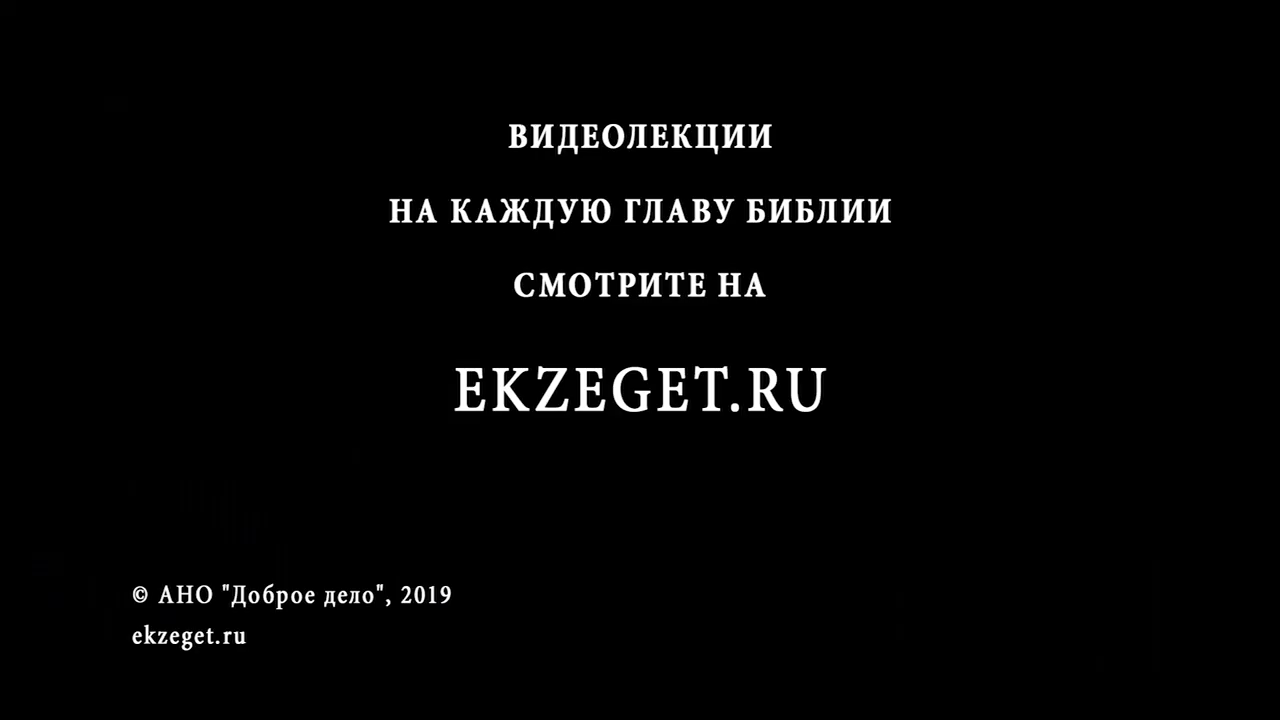 ВИДЕОЛЕКЦИИ
НА КАЖДУЮ ГЛАВУ БИБЛИИ
СМОТРИТЕ НА
EKZEGET.RU
© АНО "Доброе дело", 2019
ekzeget.ru